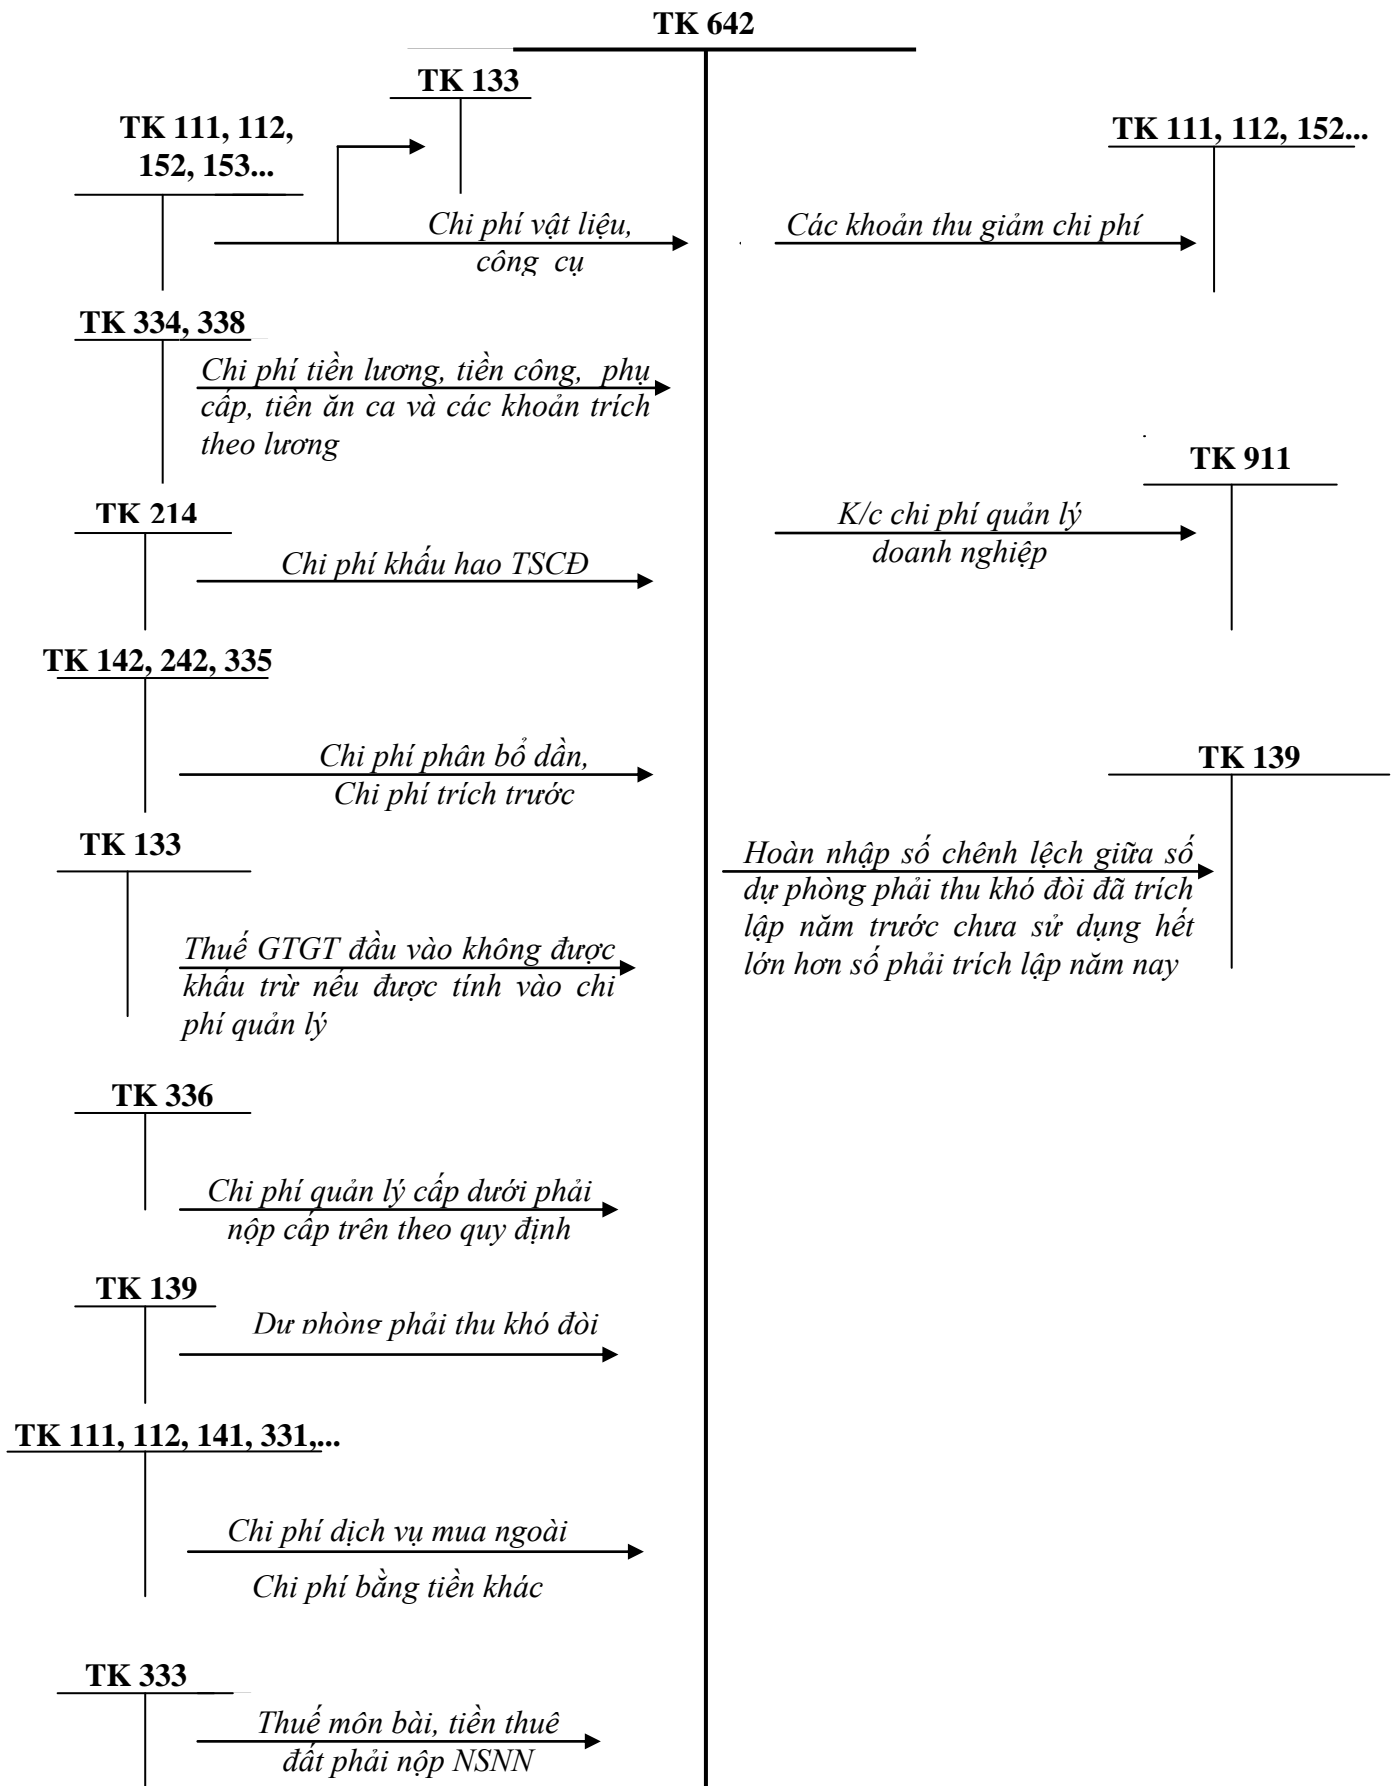 TK 642
TK 133
TK 111, 112,
152, 153...
Chi phí vật liệu,
công cụ
TK 111, 112, 152...
Các khoản thu giảm chi phí
TK 334, 338
Chi phí tiền lương, tiền công, phụ
cấp, tiền ăn ca và các khoản trích
theo lương
TK 911
K/c chi phí quản lý
doanh nghiệp
TK 214
Chi phí khấu hao TSCĐ
TK 142, 242, 335
Chi phí phân bổ dần,
Chi phí trích trước
TK 139
Hoàn nhập số chênh lệch giữa số
dự phòng phải thu khó đòi đã trích
lập năm trước chưa sử dụng hết
lớn hơn số phải trích lập năm nay
TK 133
Thuế GTGT đầu vào không được
khấu trừ nếu được tính vào chi
phí quản lý
TK 336
Chi phí quản lý cấp dưới phải
nộp cấp trên theo quy định
TK 139
Dự phòng phải thu khó đòi
TK 111, 112, 141, 331,...
Chi phí dịch vụ mua ngoài
Chi phí bằng tiền khác
TK 333
Thuế môn bài, tiền thuê
đất phải nộp NSNN